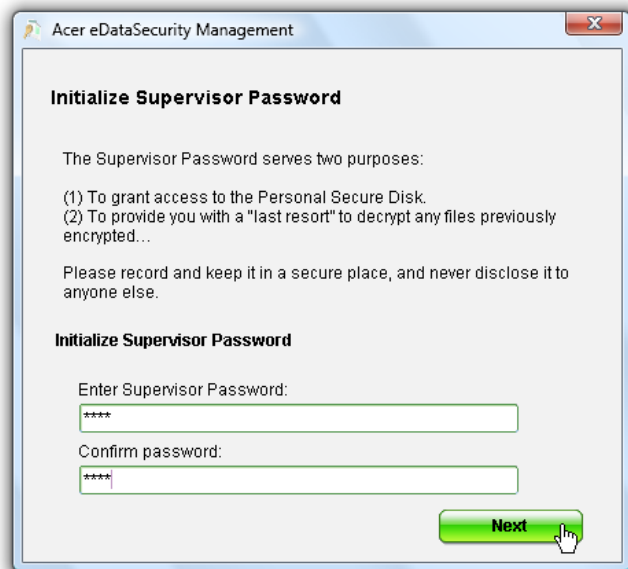 Acer eDataSecurity Management
Initialize Supervisor Password
The Supervisor Password serves two purposes:
(1) To grant access to the Personal Secure Disk.
(2) To provide you with a "last resort" to decrypt any files previously
encrypted...
Please record and keep it in a secure place, and never disclose it to
anyone else.
Initialize Supervisor Password
Enter Supervisor Password:
****
Confirm password:
****
Next